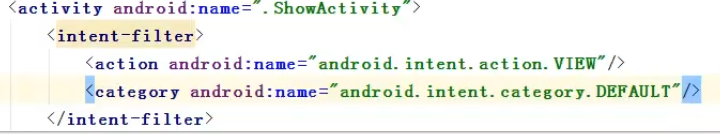 <activity android:name=".ShowActivity">
<intent-filter>
<action android:name="android.intent.action.VIEW"/>
<category android:name="android.intent.category.DEFAULT"/>
</intent-filter>